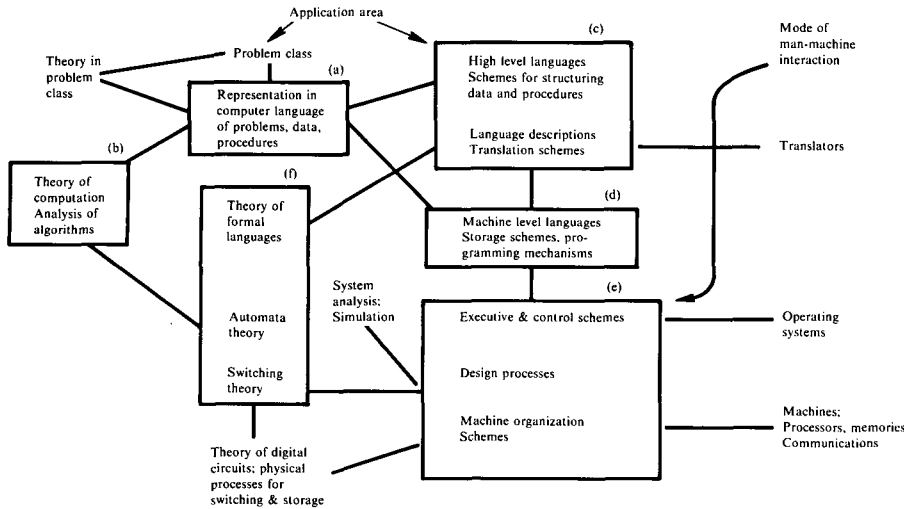 Application area
(c)
Mode of
man-machine
interaction
Theory in
problem
class
Problem class
(a)
High level languages
Schemes for structuring
data and procedures
Representation in
computer language
of problems, data,
procedures
Language descriptions
Translation schemes
Translators
(b)
Theory of
computation
Analysis of
algorithms
(f)
Theory of
formal
languages
(d)
Machine level languages
Storage schemes, pro-
gramming mechanisms
System
analysis;
Simulation
(e)
Executive & control schemes
Operating
systems
Automata
theory
Switching
theory
Design processes
Machine organization
Schemes
Machines;
Processors, memories
Communications
Theory of digital
circuits; physical
processes for
switching & storage